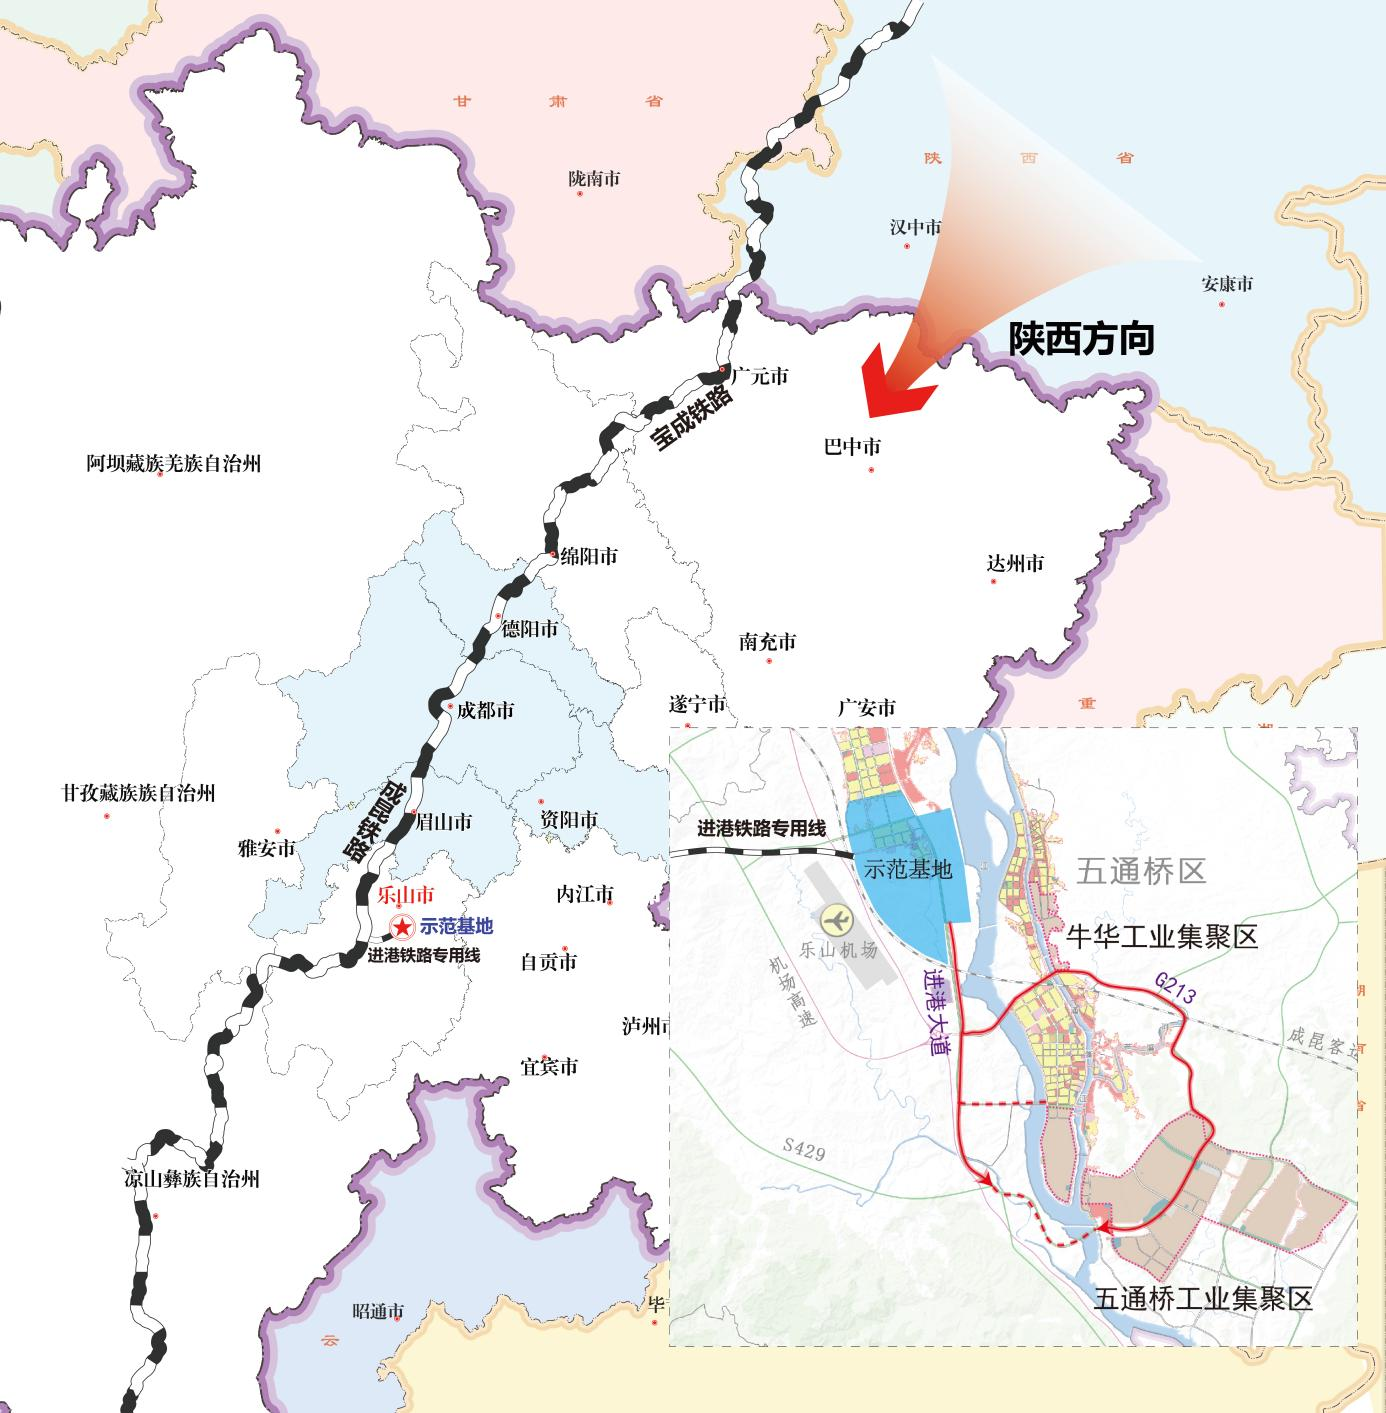 甘 肃 省
陇南市
陕 西 省
汉中市
安康市
陕西方向
广元市
宝成铁路
巴中市
阿坝藏族羌族自治州
绵阳市
达州市
德阳市
南充市
遂宁市
广安市
重
成都市
甘孜藏族族自治州
成昆铁路
眉山市
资阳市
雅安市
乐山市
示范基地
进港铁路专用线
内江市
自贡市
泸州市
宜宾市
凉山彝族自治州
昭通市
云
毕
进港铁路专用线
示范基地
五通桥区
乐山机场
牛华工业集聚区
机场高速
进港大道
G213
成昆客运
S429
五通桥工业集聚区
省